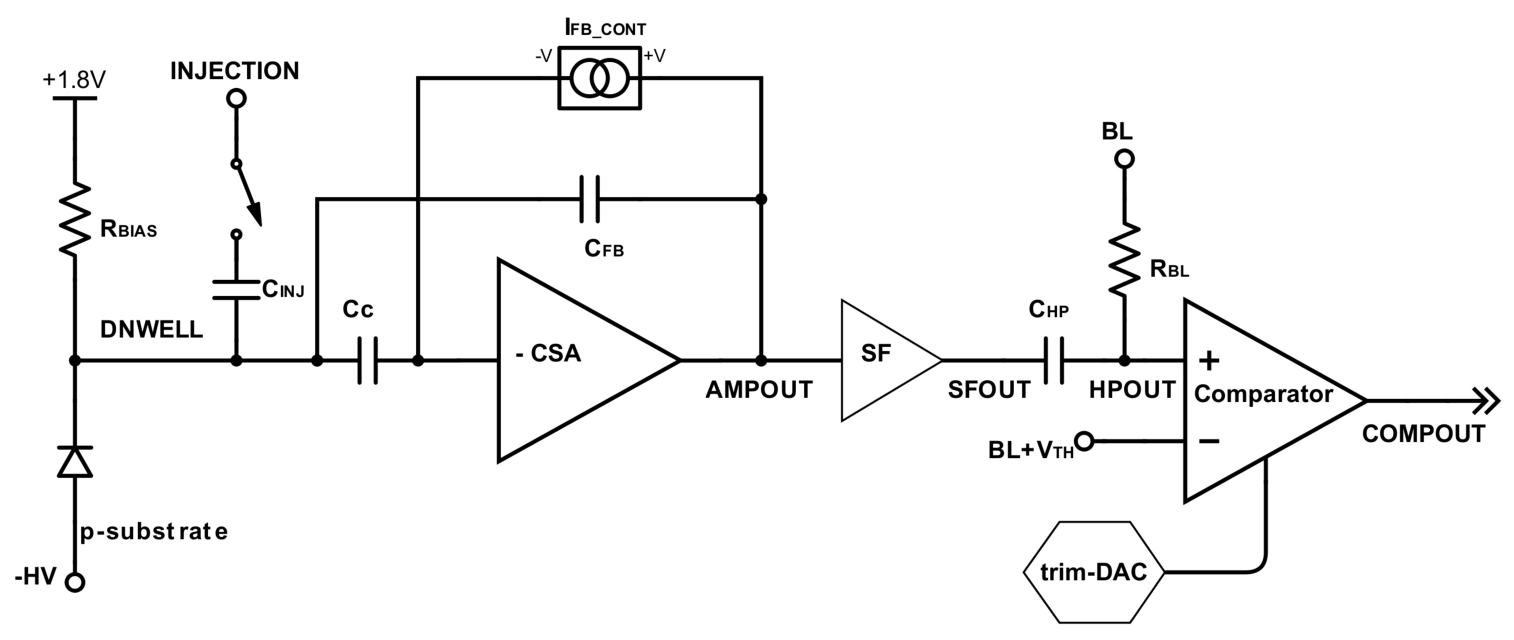 IFB_CONT
-V
+V
+1.8V
INJECTION
BL
RBIAS
CFB
RBL
CINJ
Cc
CHP
DNWELL
- CSA
SF
+
AMPOUT
SFOUT
HPOUT
Comparator
COMPOUT
BL+VTH
−
p-substrate
trim-DAC
-HV